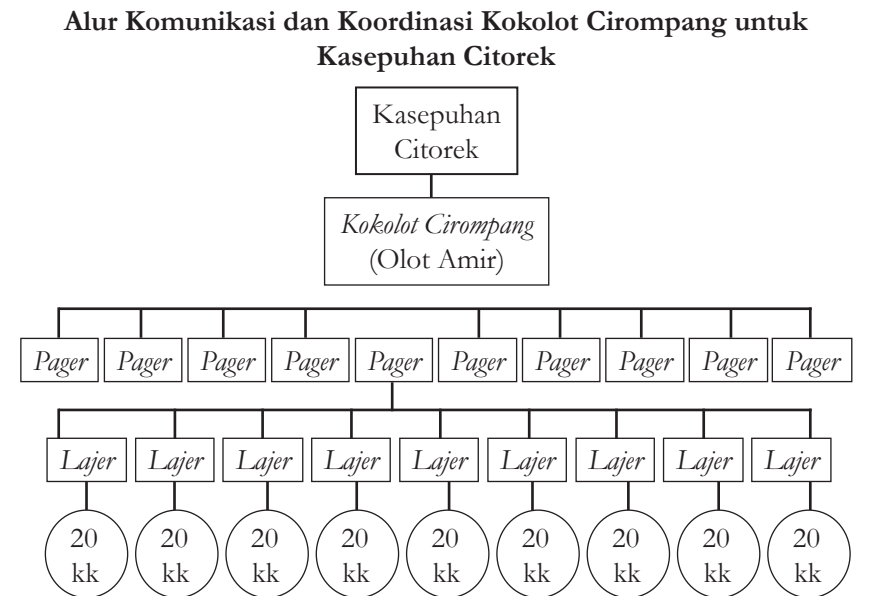 Alur Komunikasi dan Koordinasi Kokolot Cirompang untuk
Kasepuhan Citorek
Kasepuhan
Citorek
Kokolot Cirompang
(Olot Amir)
Pager Pager Pager Pager Pager Pager Pager Pager Pager Pager
Lajer Lajer Lajer Lajer Lajer Lajer Lajer Lajer Lajer
20 20 20 20 20 20 20 20 20
kk kk kk kk kk kk kk kk kk